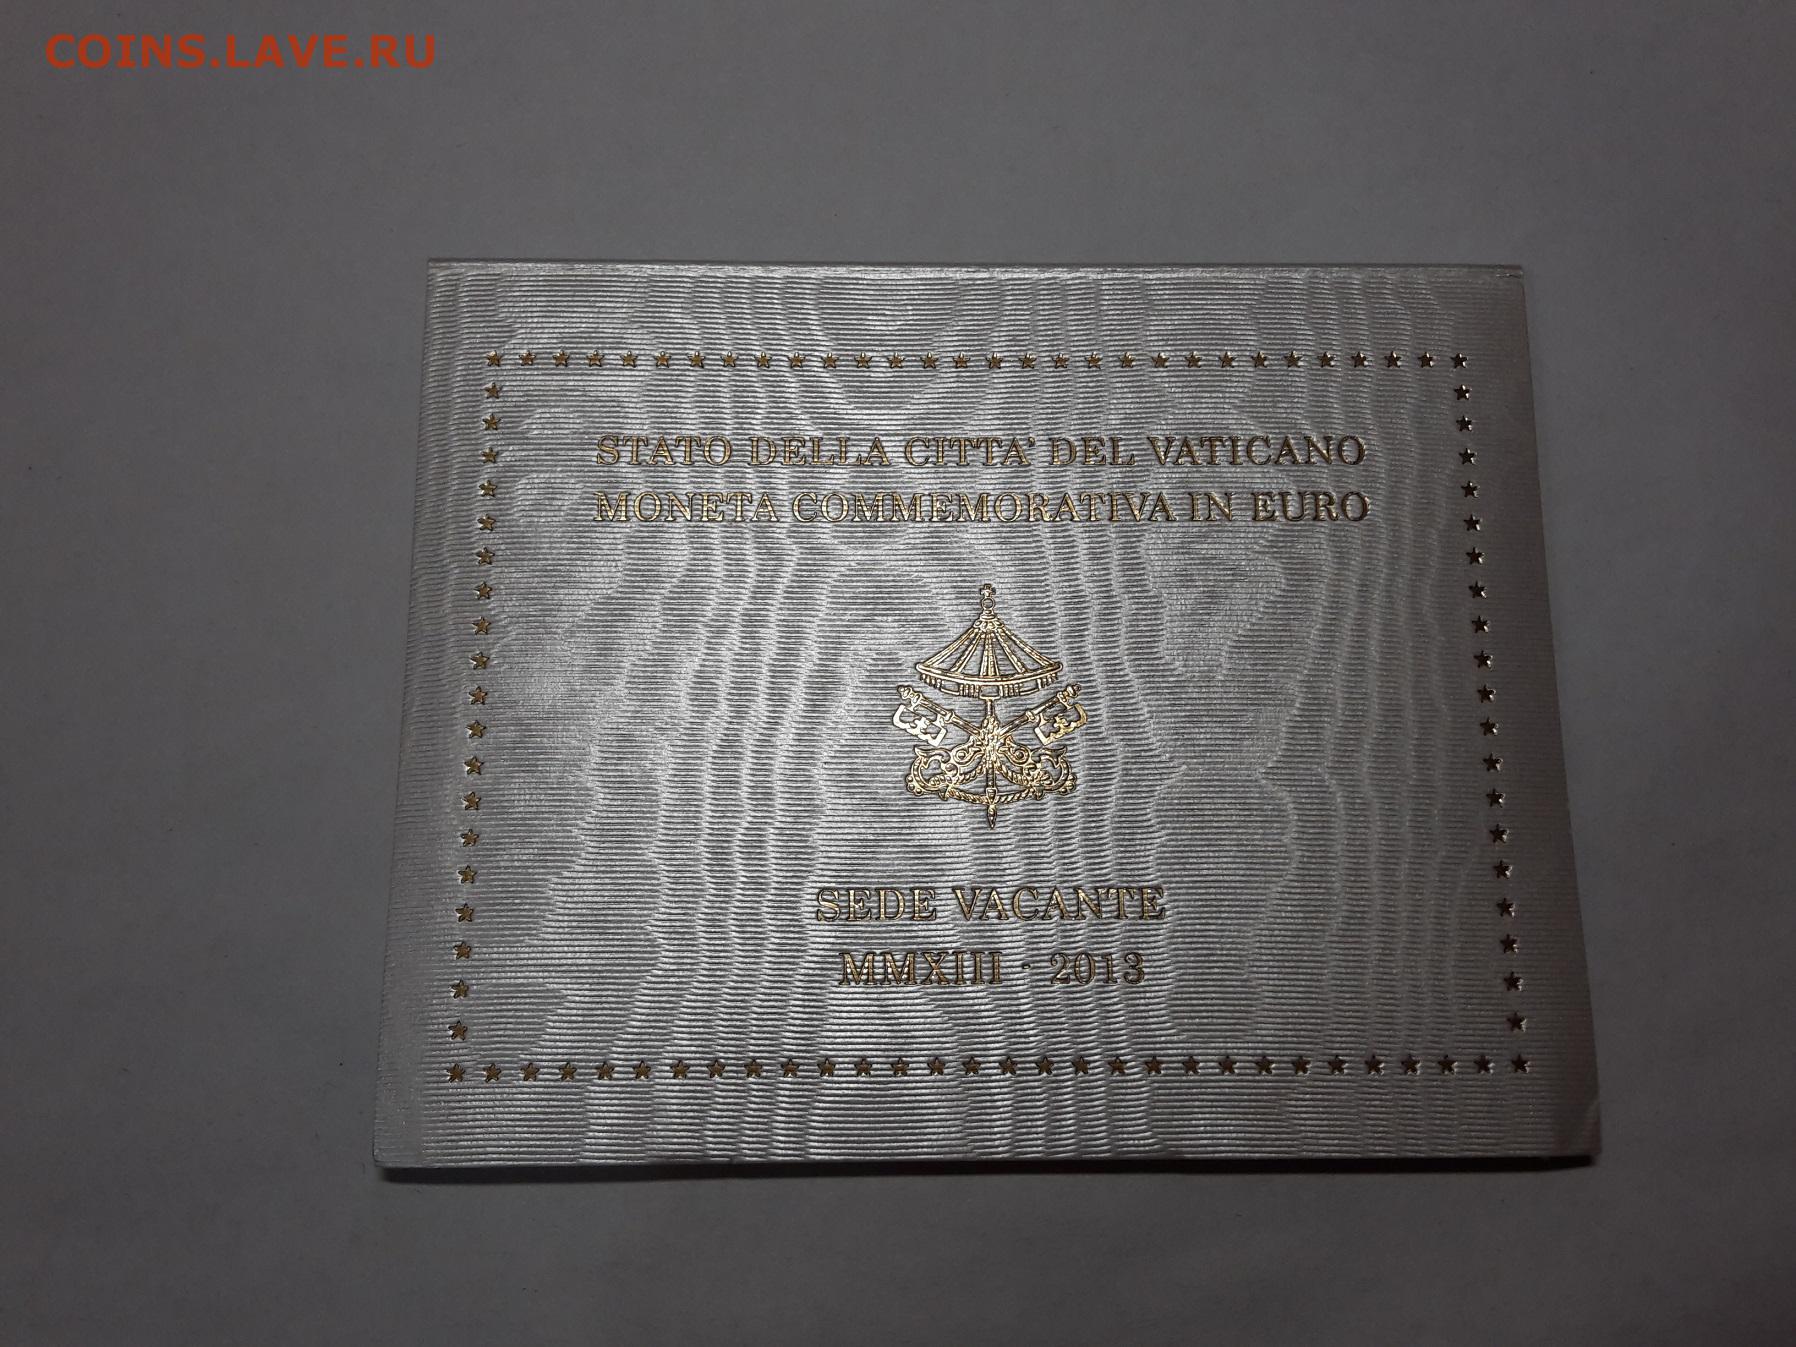 COINS.LAVE.RU
STATO DELLA CITTA' DEL VATICANO
MONETA COMMEMORATIVA IN EURO
SEDE VACANTE
MMXIII - 2013